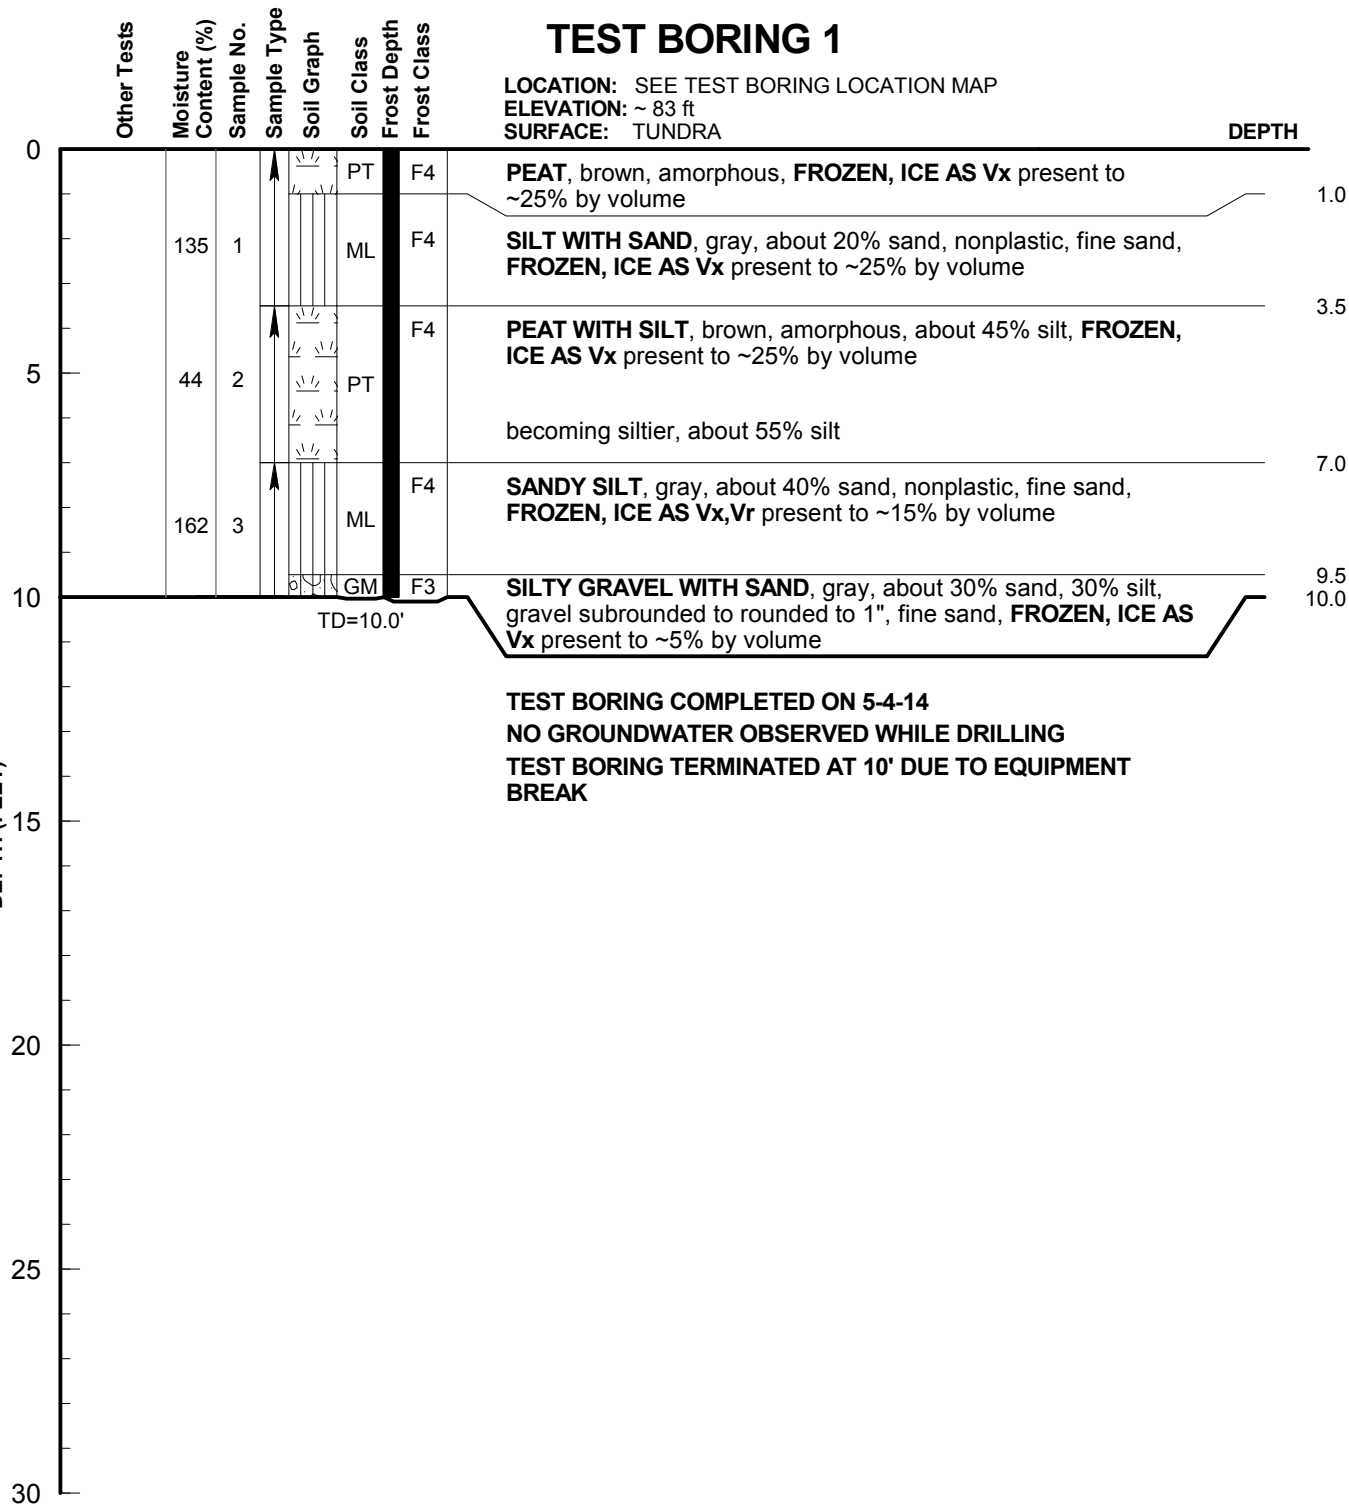 TEST BORING 1
Other Tests
Moisture
Content (%)
Sample No.
Sample Type
Soil Graph
Soil Class
Frost Depth
Frost Class
LOCATION: SEE TEST BORING LOCATION MAP
ELEVATION: ~ 83 ft
SURFACE: TUNDRA
DEPTH
0
PT F4 PEAT, brown, amorphous, FROZEN, ICE AS Vx present to
~25% by volume
1.0
135 1 ML F4 SILT WITH SAND, gray, about 20% sand, nonplastic, fine sand,
FROZEN, ICE AS Vx present to ~25% by volume
3.5
F4 PEAT WITH SILT, brown, amorphous, about 45% silt, FROZEN,
ICE AS Vx present to ~25% by volume
5
44 2 PT
becoming siltier, about 55% silt
7.0
F4 SANDY SILT, gray, about 40% sand, nonplastic, fine sand,
162 3 ML FROZEN, ICE AS Vx,Vr present to ~15% by volume
9.5
GM F3 SILTY GRAVEL WITH SAND, gray, about 30% sand, 30% silt,
10 10.0
gravel subrounded to rounded to 1", fine sand, FROZEN, ICE AS
TD=10.0'
Vx present to ~5% by volume
TEST BORING COMPLETED ON 5-4-14
NO GROUNDWATER OBSERVED WHILE DRILLING
TEST BORING TERMINATED AT 10' DUE TO EQUIPMENT
BREAK
15
20
25
30